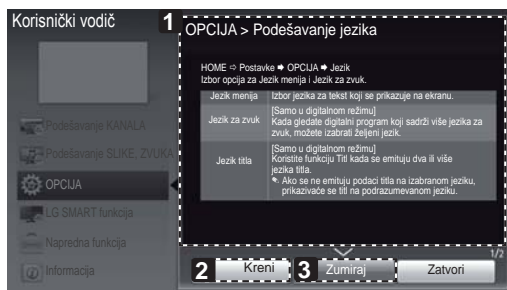 Korisnički vodič
1
OPCIJA > Podešavanje jezika
HOME ⇨ Postavke ➡ OPCIJA ➡ Jezik
Izbor opcija za Jezik menija i Jezik za zvuk.
Jezik menija
Izbor jezika za tekst koji se prikazuje na ekranu.
Jezik za zvuk
[Samo u digitalnom režimu]
Kada gledate digitalni program koji sadrži više jezika za
zvuk, možete izabrati željeni jezik.
Jezik titla
[Samo u digitalnom režimu]
Koristite funkciju Titl kada se emituju dva ili više
jezika titla.
Ako se ne emituju podaci titla na izabranom jeziku,
prikazivaće se titl na podrazumevanom jeziku.
Podešavanje KANALA
Podešavanje SLIKE, ZVUKA
OPCIJA
LG SMART funkcija
Napredna funkcija
Informacija
1/2
2 Kreni
3 Zumiraj
Zatvori